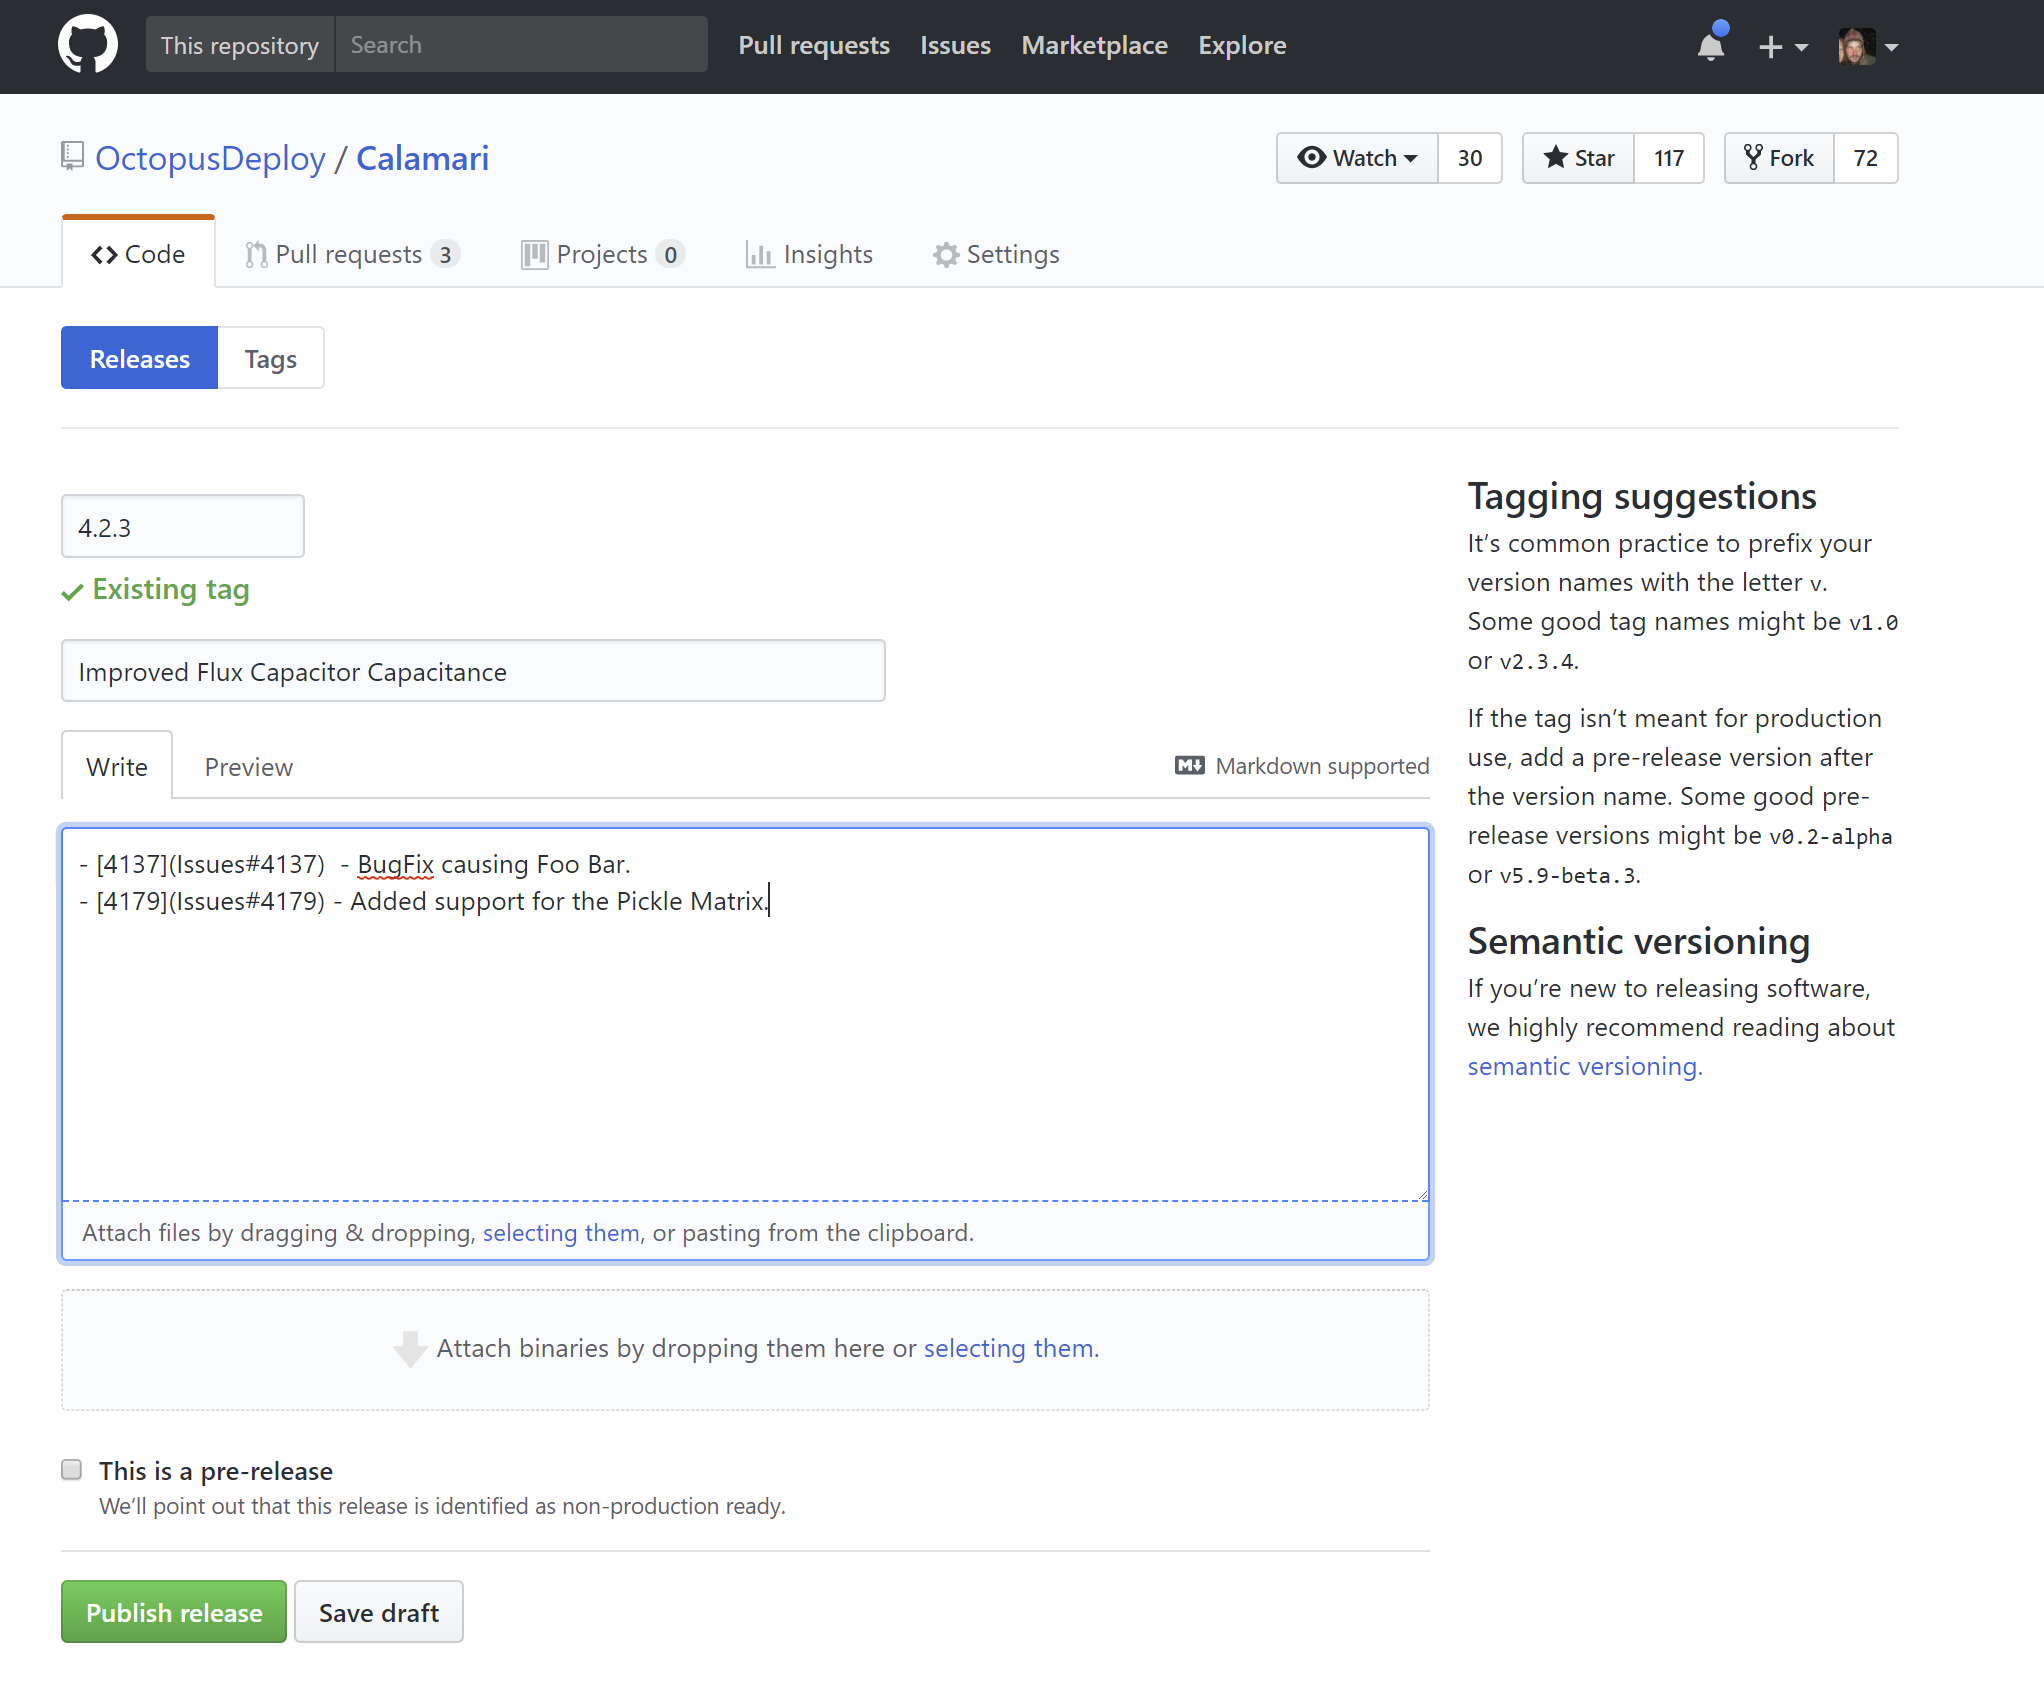 This repository Search Pull requests Issues Marketplace Explore
OctopusDeploy / Calamari Watch 30 Star 117 Fork 72
Code Pull requests 3 Projects 0 Insights Settings
Releases Tags
4.2.3
Existing tag
Improved Flux Capacitor Capacitance
Write Preview Markdown supported
- [4137](Issues#4137)  - BugFix causing Foo Bar.
- [4179](Issues#4179) - Added support for the Pickle Matrix.
Attach files by dragging & dropping, selecting them, or pasting from the clipboard.
Attach binaries by dropping them here or selecting them.
This is a pre-release
We’ll point out that this release is identified as non-production ready.
Publish release Save draft
Tagging suggestions
It’s common practice to prefix your
version names with the letter v.
Some good tag names might be v1.0
or v2.3.4.
If the tag isn’t meant for production
use, add a pre-release version after
the version name. Some good pre-
release versions might be v0.2-alpha
or v5.9-beta.3.
Semantic versioning
If you’re new to releasing software,
we highly recommend reading about
semantic versioning.